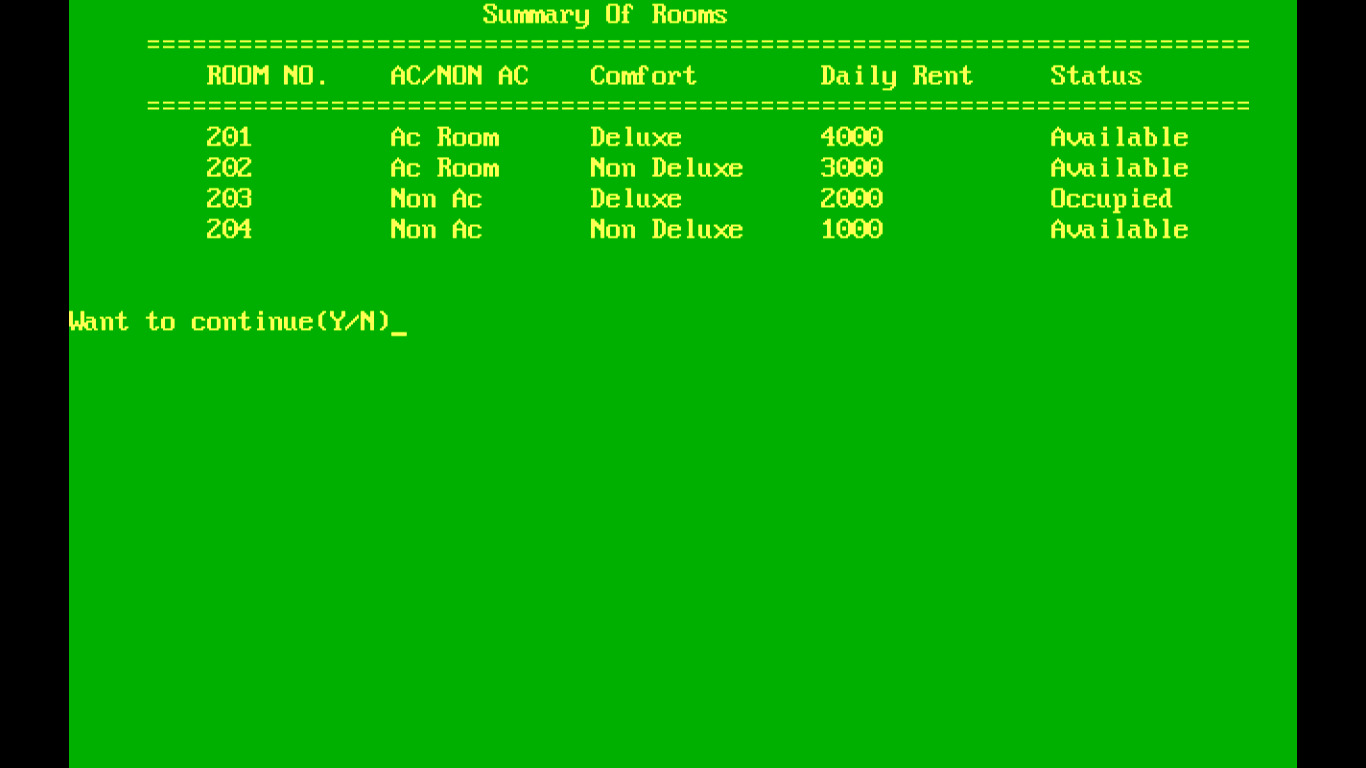 Summary Of Rooms
========================================================================
ROOM NO. AC/NON AC Comfort Daily Rent Status
========================================================================
201 Ac Room Deluxe 4000 Available
202 Ac Room Non Deluxe 3000 Available
203 Non Ac Deluxe 2000 Occupied
204 Non Ac Non Deluxe 1000 Available
Want to continue(Y/N)_